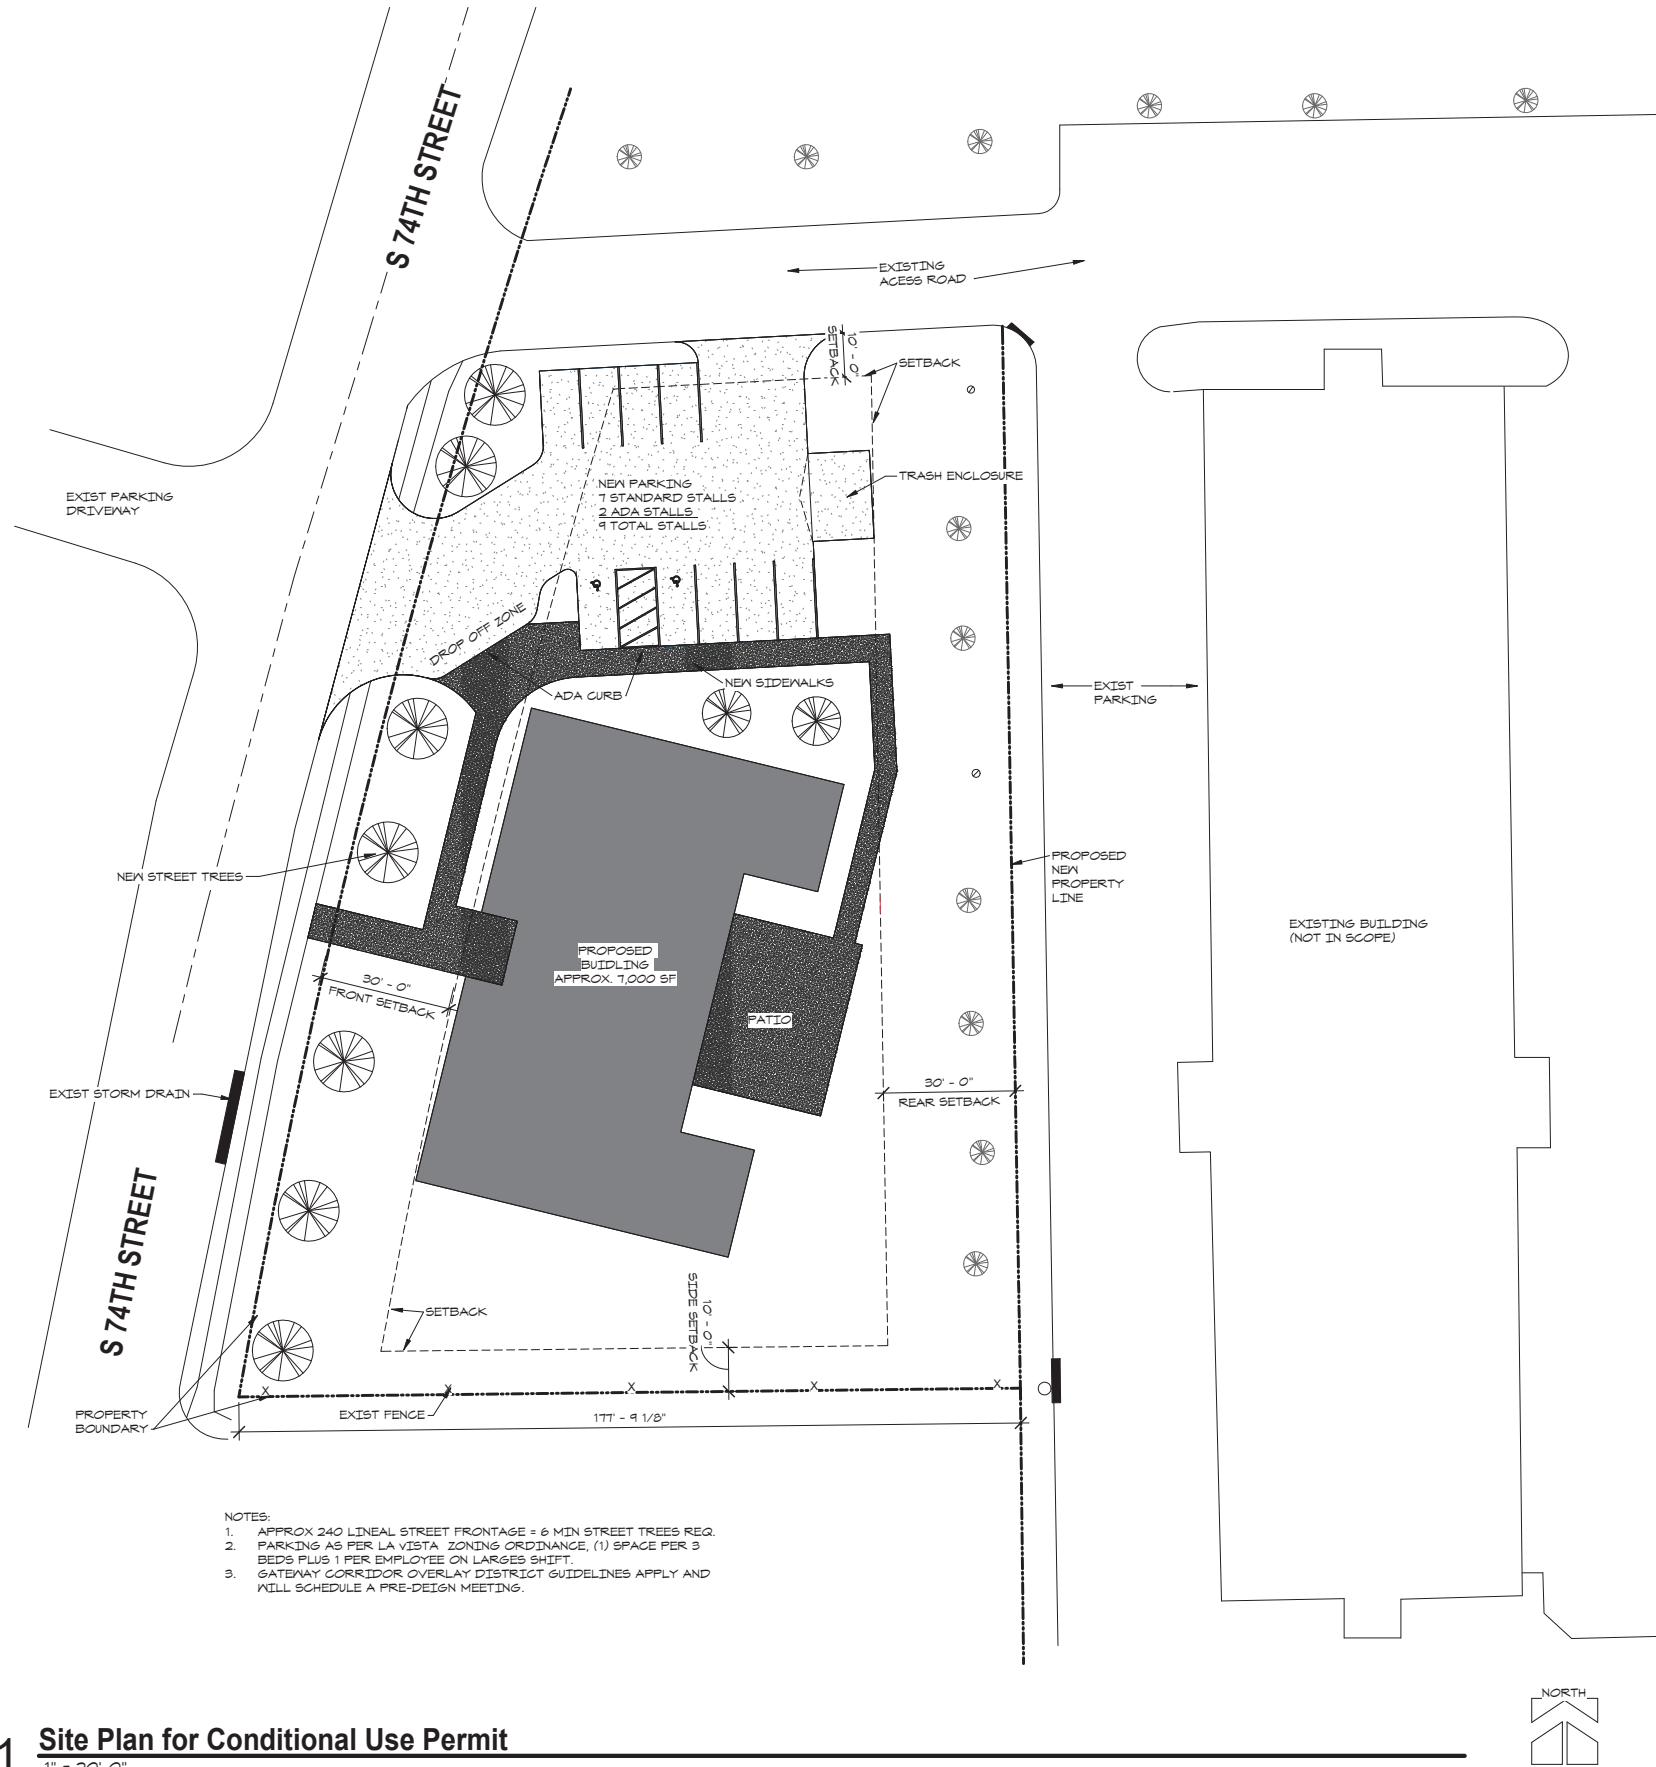 S 74TH STREET
EXISTING
ACESS ROAD
10' - 0"
SETBACK
SETBACK
EXIST PARKING
DRIVEWAY
NEW PARKING
7 STANDARD STALLS
2 ADA STALLS
9 TOTAL STALLS
TRASH ENCLOSURE
DROP OFF ZONE
ADA CURB
NEW SIDEWALKS
EXIST
PARKING
NEW STREET TREES
PROPOSED
NEW
PROPERTY
LINE
EXISTING BUILDING
(NOT IN SCOPE)
PROPOSED
BUIDLING
APPROX. 7,000 SF
30' - 0"
FRONT SETBACK
PATIO
EXIST STORM DRAIN
30' - 0"
REAR SETBACK
S 74TH STREET
SETBACK
10' - 0"
SIDE SETBACK
X X X X X
PROPERTY
BOUNDARY
EXIST FENCE
177' - 9 1/8"
NOTES:
1. APPROX 240 LINEAL STREET FRONTAGE = 6 MIN STREET TREES REQ.
2. PARKING AS PER LA VISTA ZONING ORDINANCE, (1) SPACE PER 3
BEDS PLUS 1 PER EMPLOYEE ON LARGES SHIFT.
3. GATEWAY CORRIDOR OVERLAY DISTRICT GUIDELINES APPLY AND
WILL SCHEDULE A PRE-DEIGN MEETING.
NORTH
1 Site Plan for Conditional Use Permit